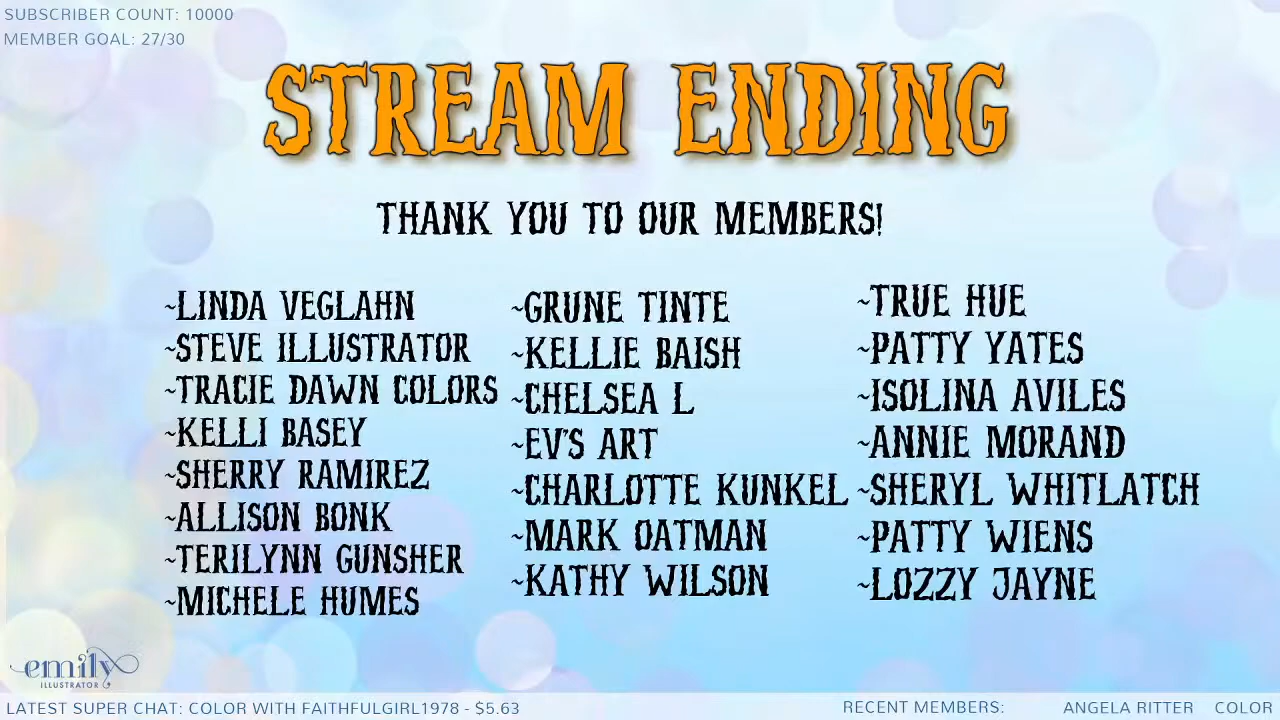 SUBSCRIBER COUNT: 10000
MEMBER GOAL: 27/30
STREAM ENDING
THANK YOU TO OUR MEMBERS!
~LINDA VEGLAHN
~STEVE ILLUSTRATOR
~TRACIE DAWN COLORS
~KELLI BASEY
~SHERRY RAMIREZ
~ALLISON BONK
~TERILYNN GUNSHER
~MICHELE HUMES
~GRUNE TINTE
~KELLIE BAISH
~CHELSEA L
~EV'S ART
~CHARLOTTE KUNKEL
~MARK OATMAN
~KATHY WILSON
~TRUE HUE
~PATTY YATES
~ISOLINA AVILES
~ANNIE MORAND
~SHERYL WHITLATCH
~PATTY WIENS
~LOZZY JAYNE
emily
ILLUSTRATOR
LATEST SUPER CHAT: COLOR WITH FAITHFULGIRL1978 - $5.63
RECENT MEMBERS: ANGELA RITTER COLOR